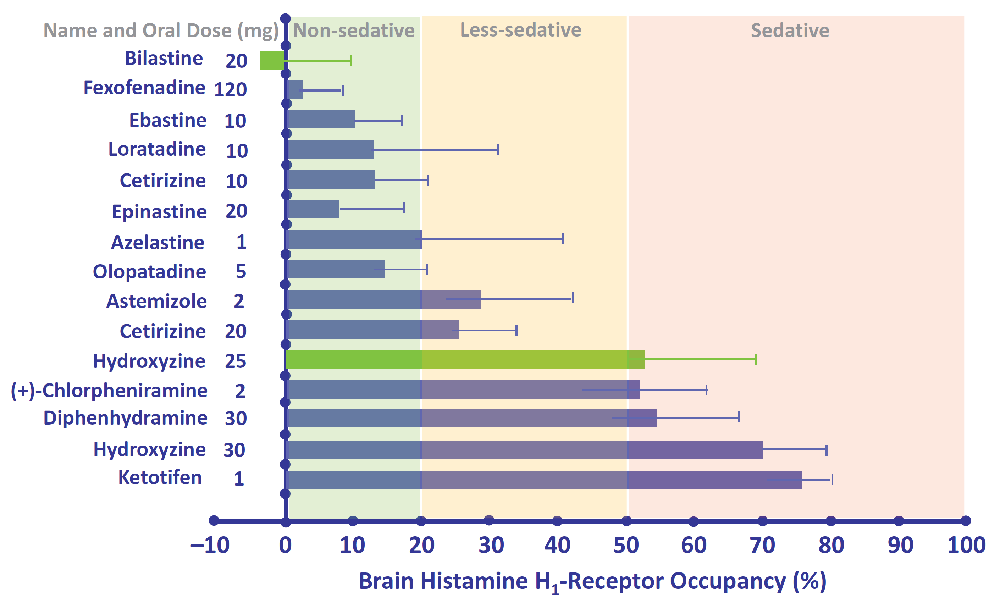 Name and Oral Dose (mg) Non-sedative Less-sedative Sedative
Bilastine 20
Fexofenadine 120
Ebastine 10
Loratadine 10
Cetirizine 10
Epinastine 20
Azelastine 1
Olopatadine 5
Astemizole 2
Cetirizine 20
Hydroxyzine 25
(+)-Chlorpheniramine 2
Diphenhydramine 30
Hydroxyzine 30
Ketotifen 1
–10 0 10 20 30 40 50 60 70 80 90 100
Brain Histamine H₁-Receptor Occupancy (%)